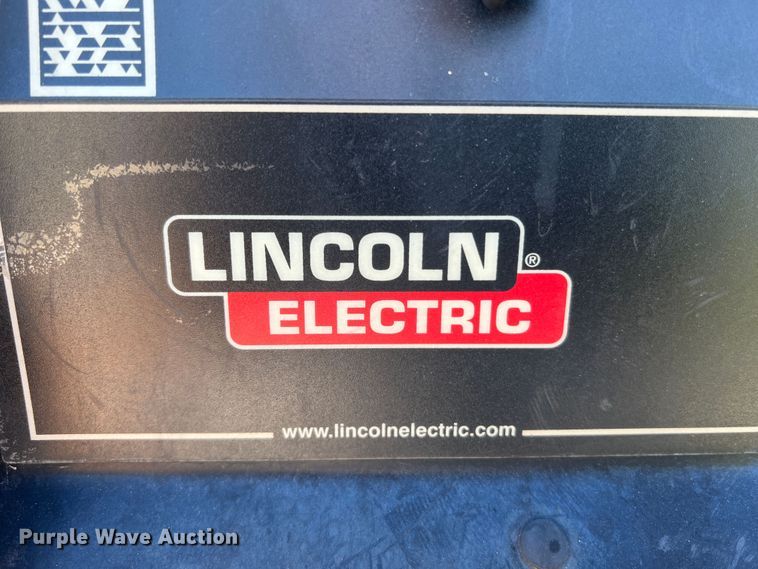 LINCOLN®
ELECTRIC
www.lincolnelectric.com
Purple Wave Auction